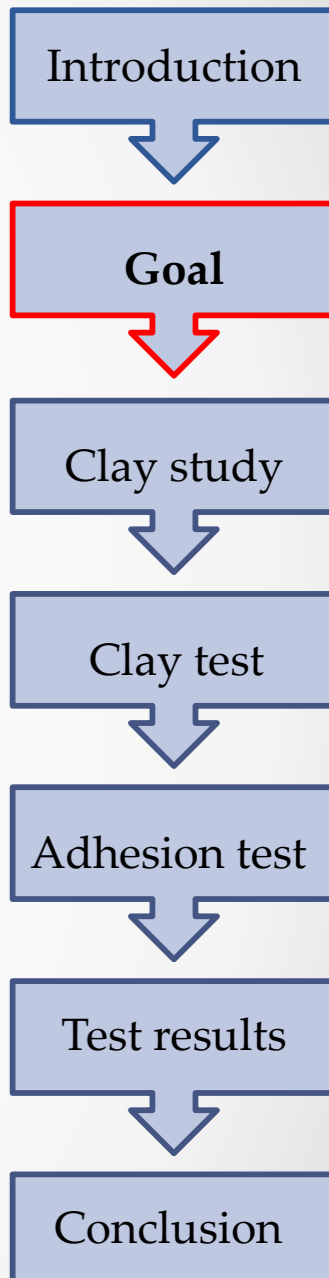 Introduction
Goal
Clay study
Clay test
Adhesion test
Test results
Conclusion